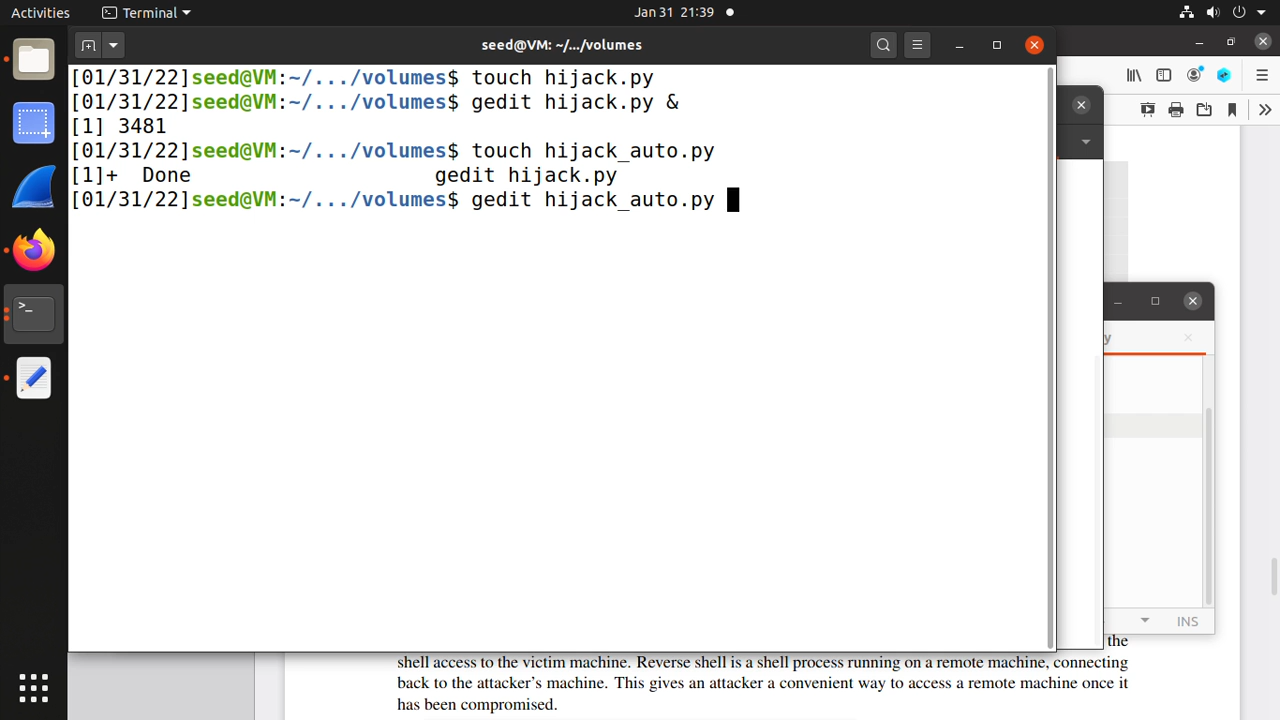 Activities
Terminal
Jan 31 21:39
seed@VM: ~/.../volumes
[01/31/22]seed@VM:~/.../volumes$ touch hijack.py
[01/31/22]seed@VM:~/.../volumes$ gedit hijack.py &
[1] 3481
[01/31/22]seed@VM:~/.../volumes$ touch hijack_auto.py
[1]+  Done                    gedit hijack.py
[01/31/22]seed@VM:~/.../volumes$ gedit hijack_auto.py
>_
y
INS
the
shell access to the victim machine. Reverse shell is a shell process running on a remote machine, connecting
back to the attacker's machine. This gives an attacker a convenient way to access a remote machine once it
has been compromised.